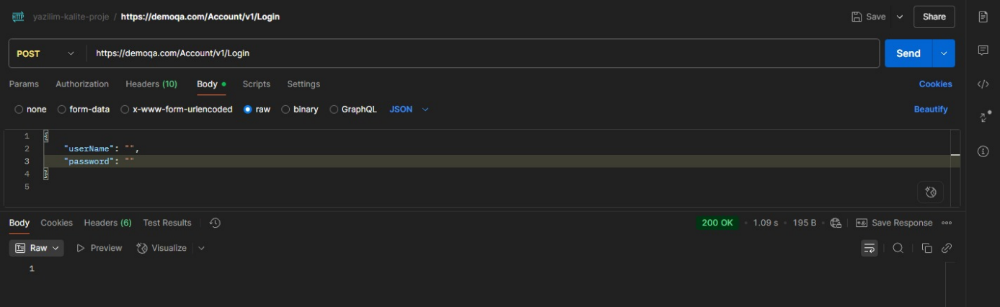 HTTP yazilim-kalite-proje / https://demoqa.com/Account/v1/Login Save Share
POST https://demoqa.com/Account/v1/Login Send
Params Authorization Headers (10) Body Scripts Settings Cookies
none form-data x-www-form-urlencoded raw binary GraphQL JSON Beautify
1 {
2 "userName": "",
3 "password": ""
4 }
5
Body Cookies Headers (6) Test Results 200 OK 1.09 s 195 B e.g. Save Response
Raw Preview Visualize
1